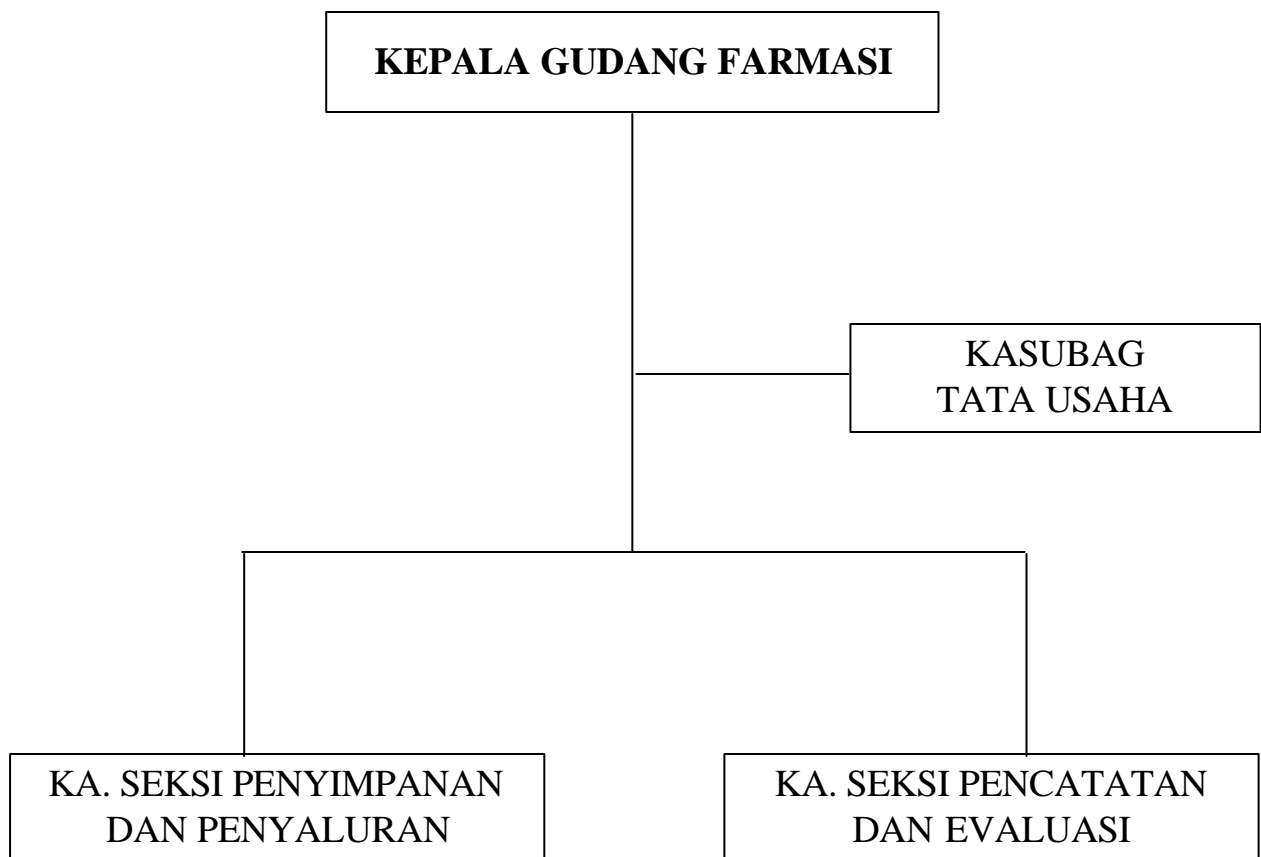 KEPALA GUDANG FARMASI
KASUBAG
TATA USAHA
KA. SEKSI PENYIMPANAN
DAN PENYALURAN
KA. SEKSI PENCATATAN
DAN EVALUASI